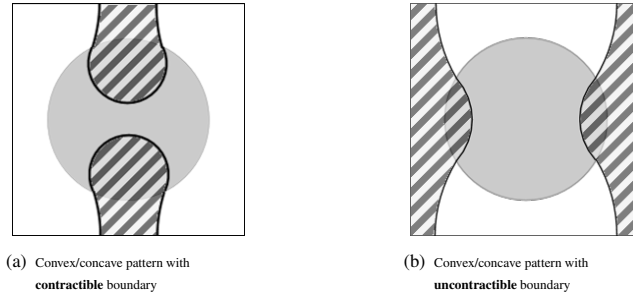 (a) Convex/concave pattern with
contractible boundary
(b) Convex/concave pattern with
uncontractible boundary